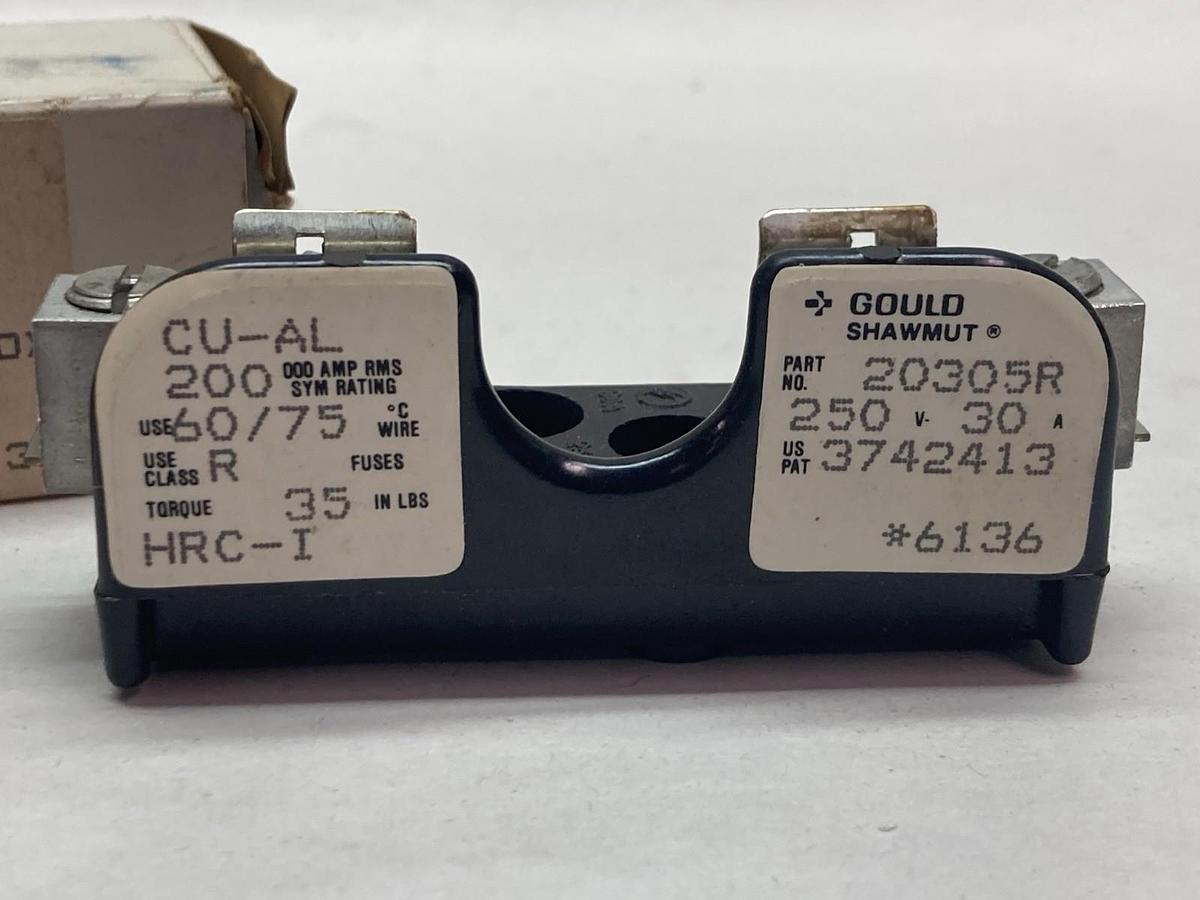 CU-AL
200 000 AMP RMS
SYM RATING
USE 60/75 °C
WIRE
USE
CLASS R FUSES
TORQUE 35 IN LBS
HRC-I
GOULD
SHAWMUT ®
PART
NO. 20305R
250 V- 30 A
US
PAT 3742413
#6136